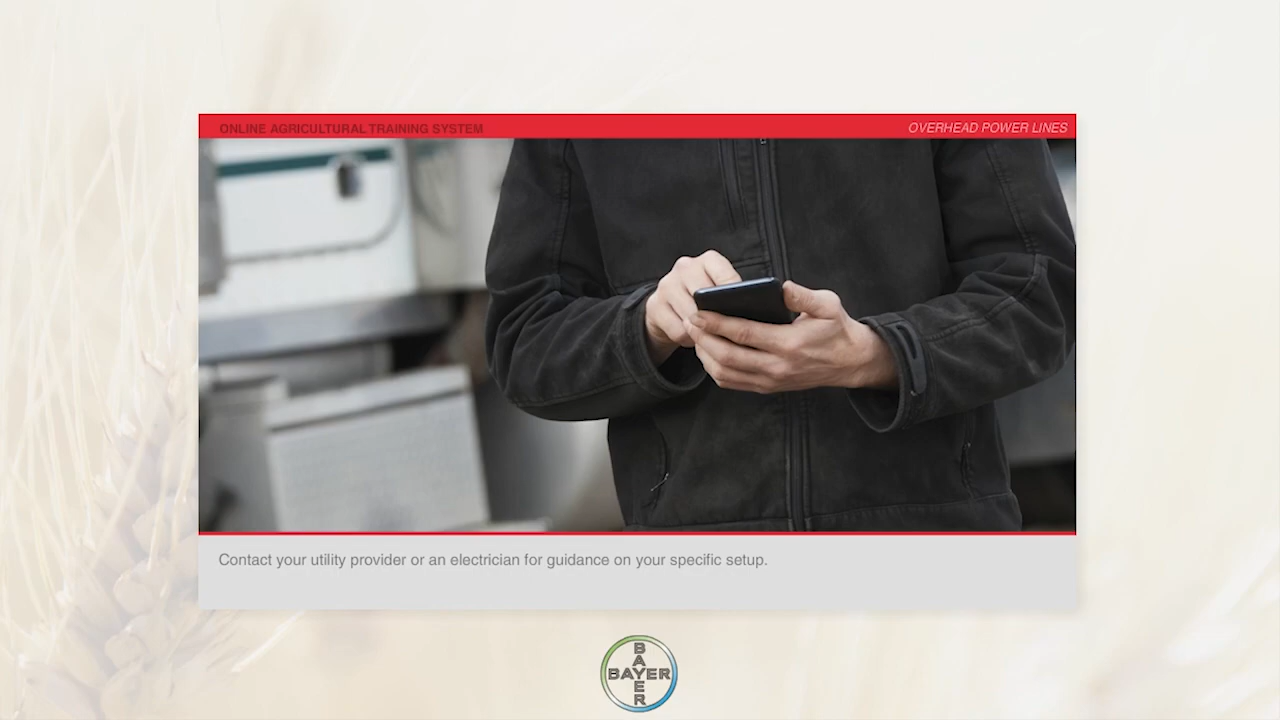 ONLINE AGRICULTURAL TRAINING SYSTEM
OVERHEAD POWER LINES
Contact your utility provider or an electrician for guidance on your specific setup.
BAYER
BAYER